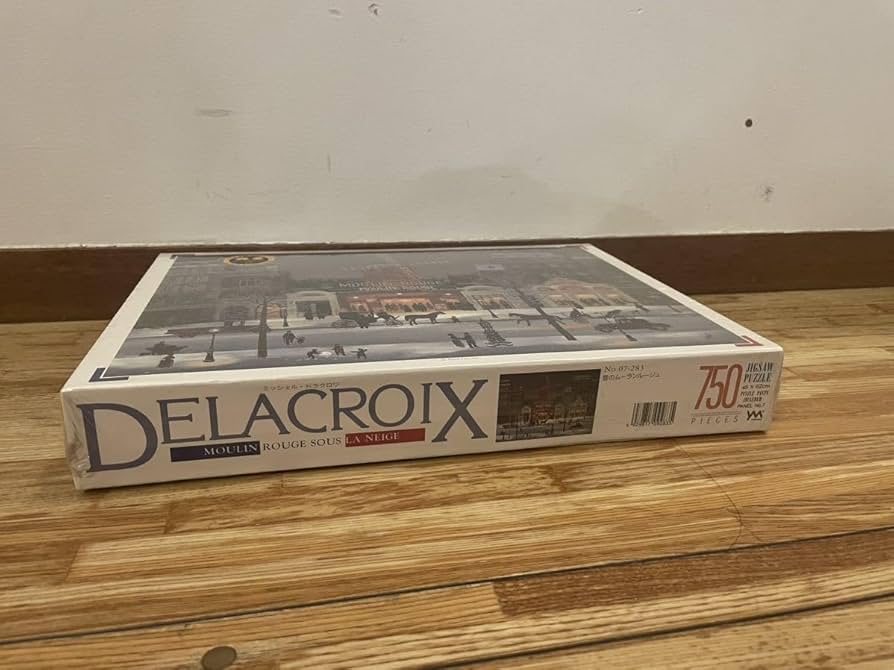 MOULIN ROUGE
ミッシェル・ドラクロワ
DELACROIX
MOULIN ROUGE SOUS LA NEIGE
No.07-283
雪のムーランルージュ
750
PIECES
JIGSAW
PUZZLE